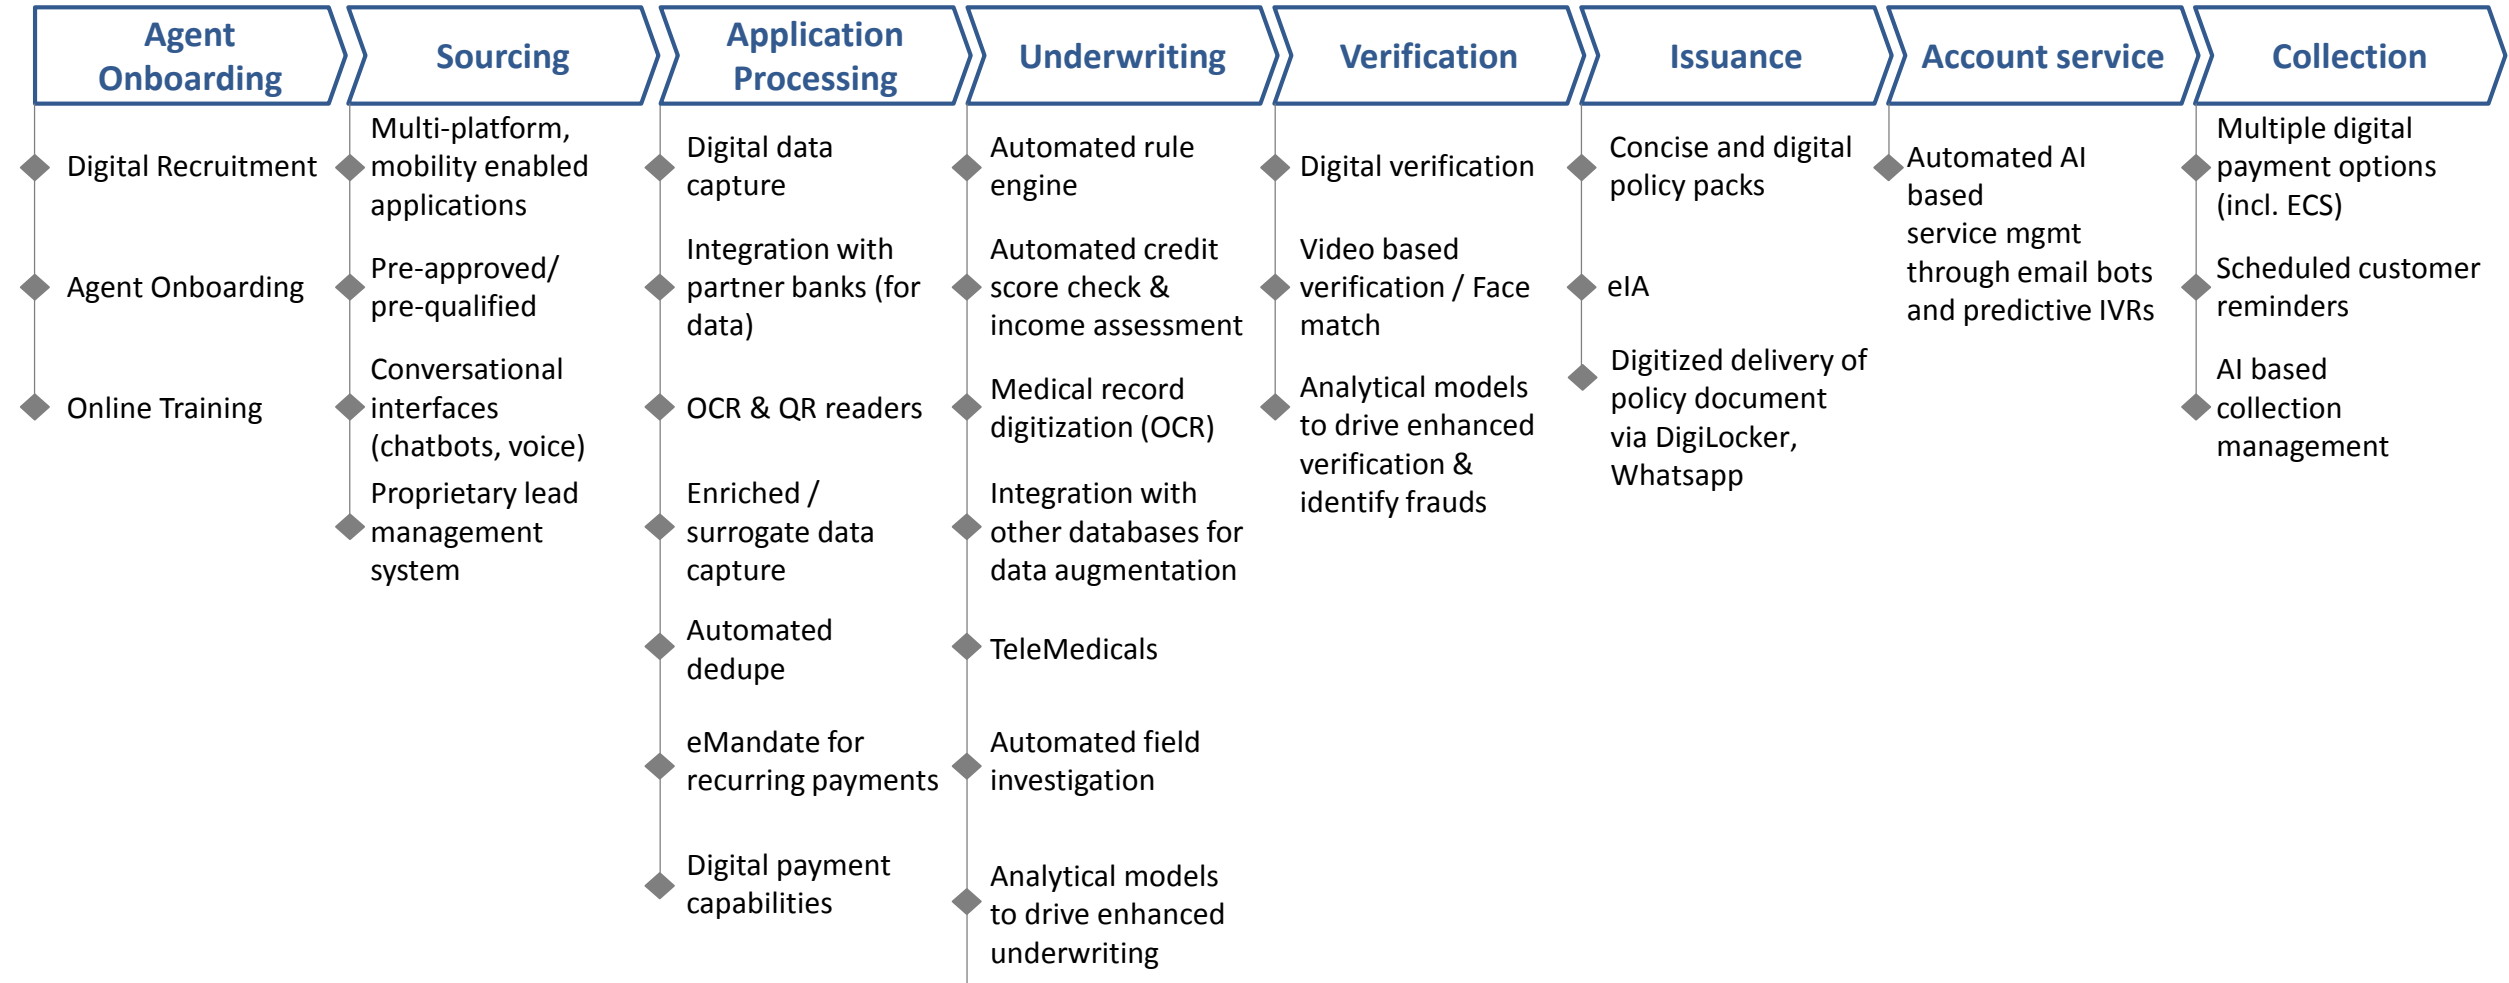 Agent
Onboarding
Sourcing
Application
Processing
Underwriting
Verification
Issuance
Account service
Collection
Digital Recruitment
Agent Onboarding
Online Training
Multi-platform,
mobility enabled
applications
Pre-approved/
pre-qualified
Conversational
interfaces
(chatbots, voice)
Proprietary lead
management
system
Digital data
capture
Integration with
partner banks (for
data)
OCR & QR readers
Enriched /
surrogate data
capture
Automated
dedupe
eMandate for
recurring payments
Digital payment
capabilities
Automated rule
engine
Automated credit
score check &
income assessment
Medical record
digitization (OCR)
Integration with
other databases for
data augmentation
TeleMedicals
Automated field
investigation
Analytical models
to drive enhanced
underwriting
Digital verification
Video based
verification / Face
match
Analytical models
to drive enhanced
verification &
identify frauds
Concise and digital
policy packs
eIA
Digitized delivery of
policy document
via DigiLocker,
Whatsapp
Automated AI
based
service mgmt
through email bots
and predictive IVRs
Multiple digital
payment options
(incl. ECS)
Scheduled customer
reminders
AI based
collection
management